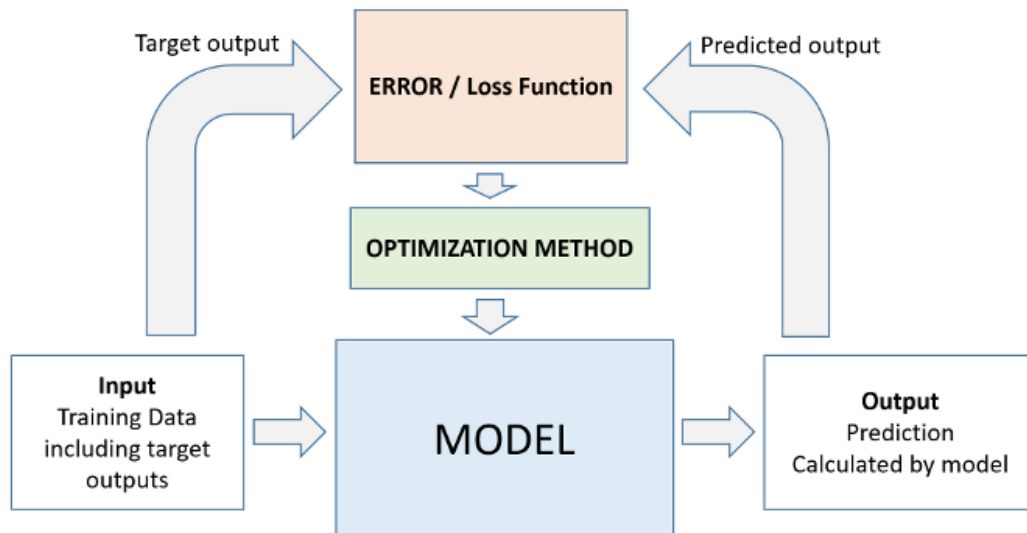 Target output
Predicted output
ERROR / Loss Function
OPTIMIZATION METHOD
Input
Training Data
including target
outputs
MODEL
Output
Prediction
Calculated by model